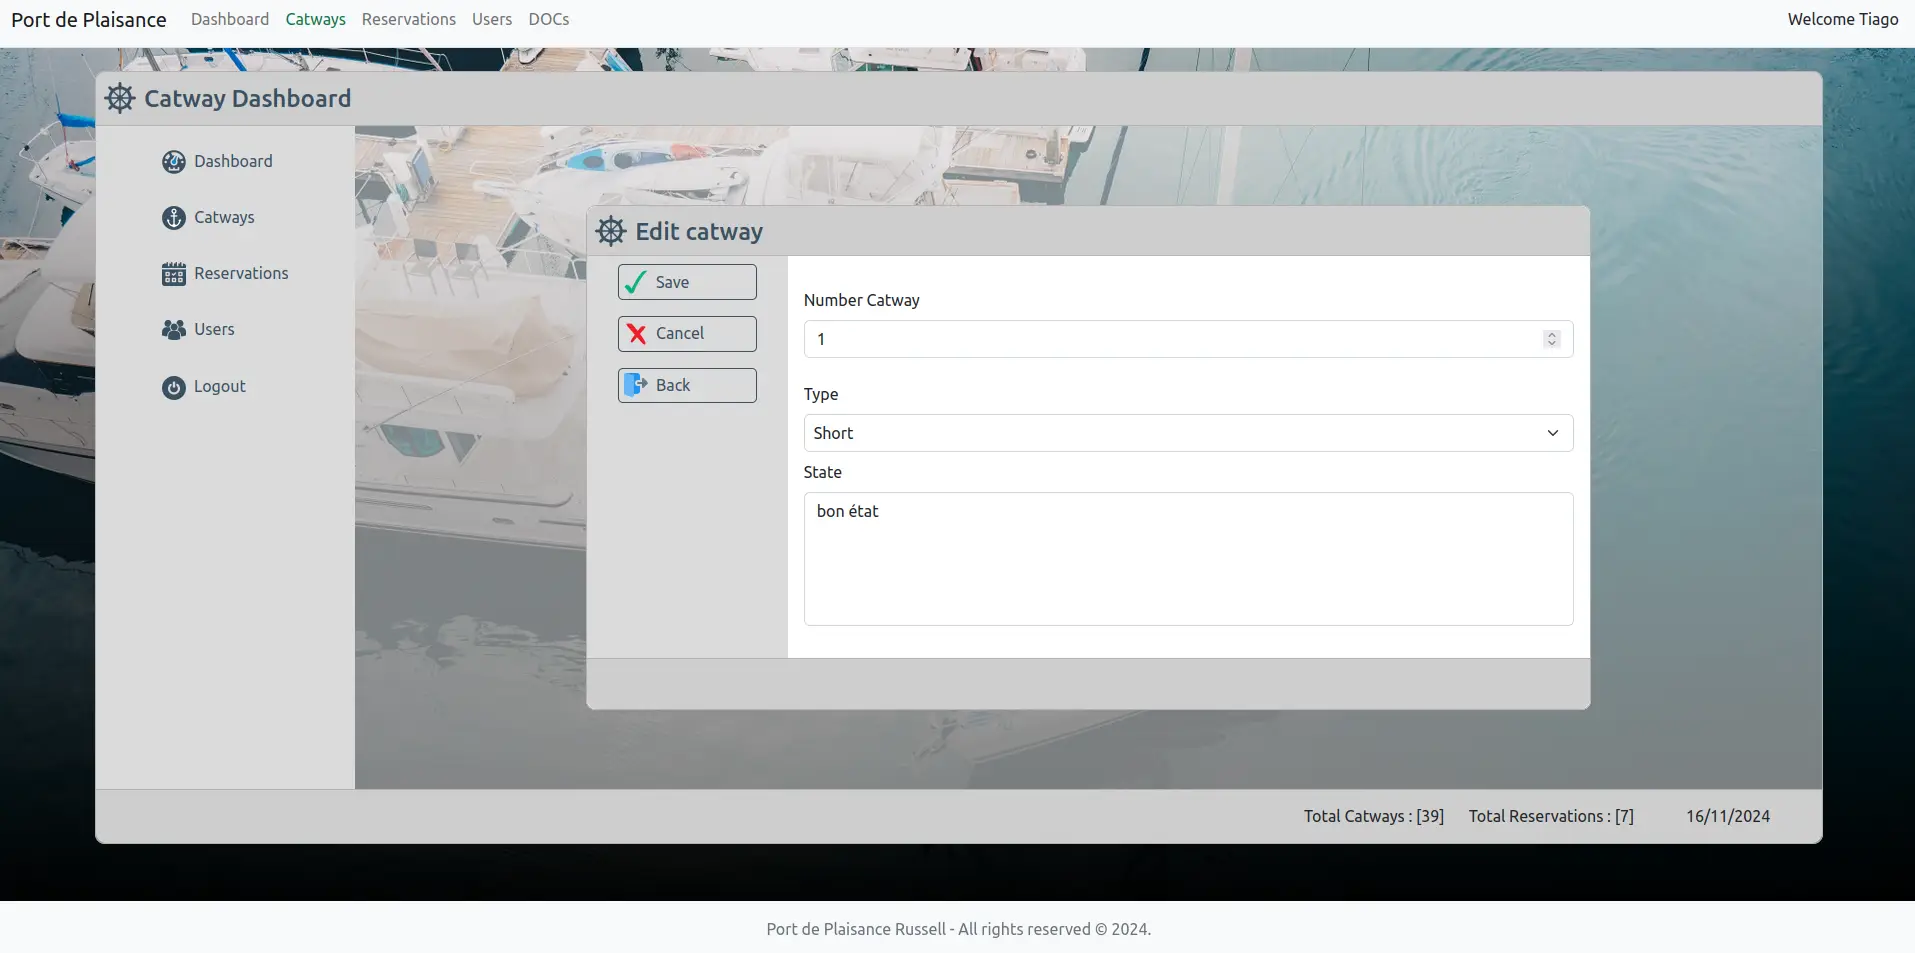 Port de Plaisance Dashboard Catways Reservations Users DOCs Welcome Tiago
Catway Dashboard
Dashboard
Catways
Reservations
Users
Logout
Edit catway
Save
Cancel
Back
Number Catway
1
Type
Short
State
bon état
Total Catways : [39] Total Reservations : [7] 16/11/2024
Port de Plaisance Russell - All rights reserved © 2024.